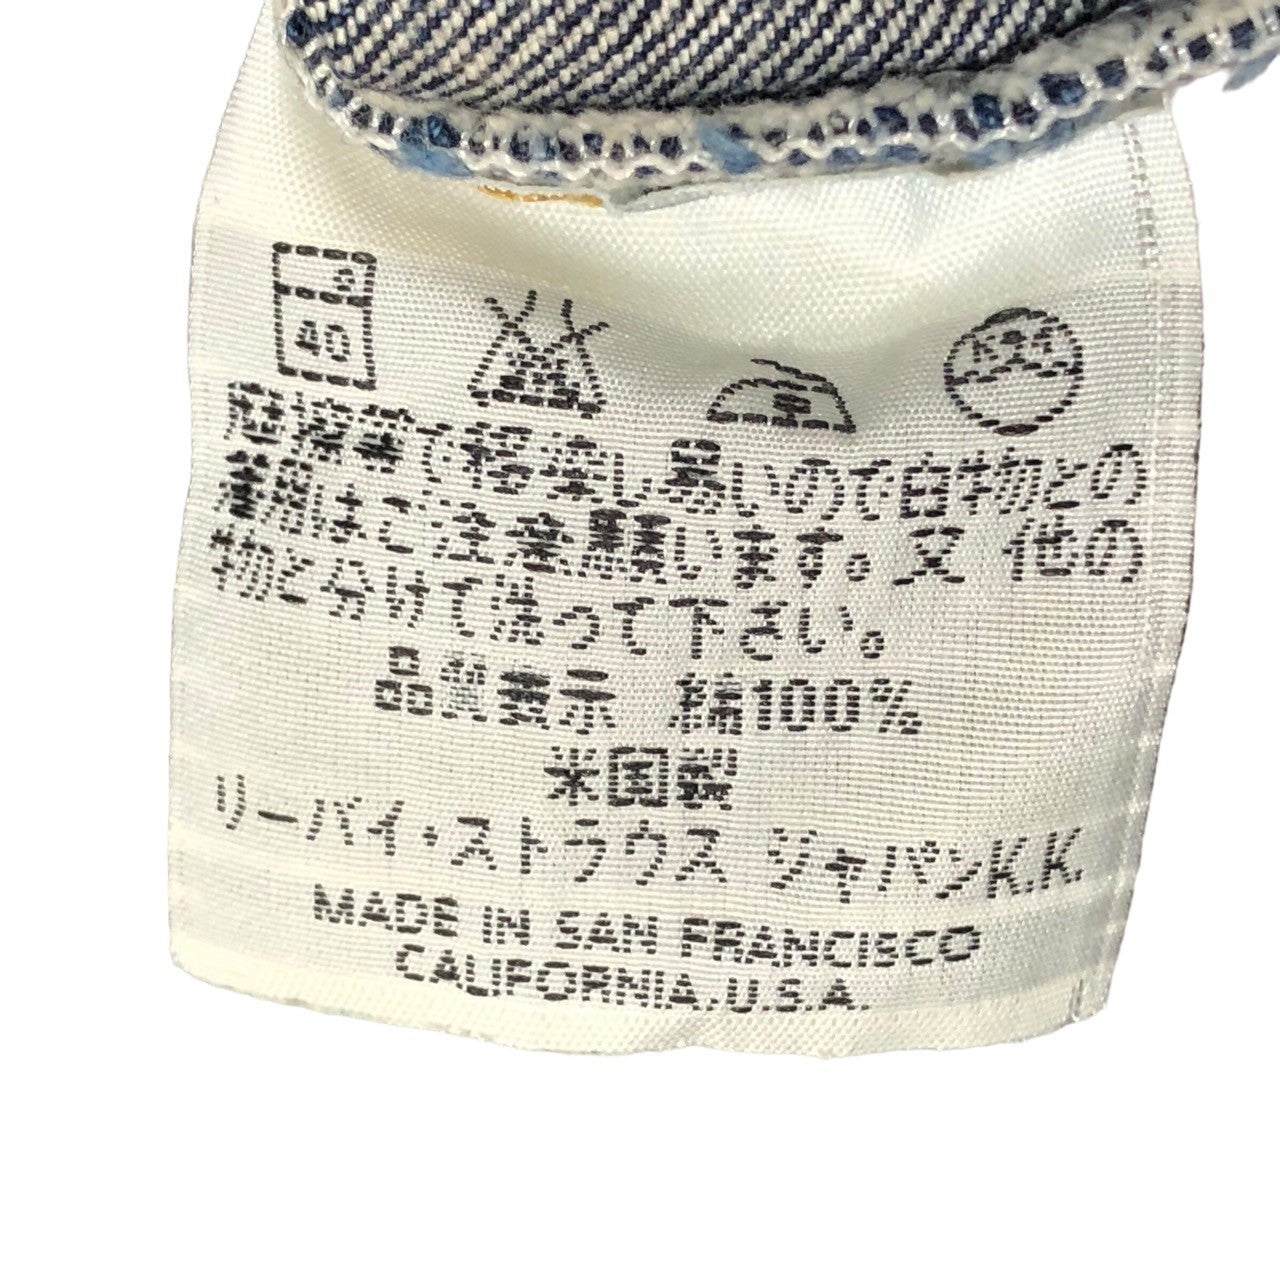 40
摩擦等で移染し易いので白物との
着用はご注意願います。又 他の
物と分けて洗って下さい。
品質表示 綿100%
米国製
リーバイ・ストラウス ジャパンK.K.
MADE IN SAN FRANCISCO
CALIFORNIA.U.S.A.